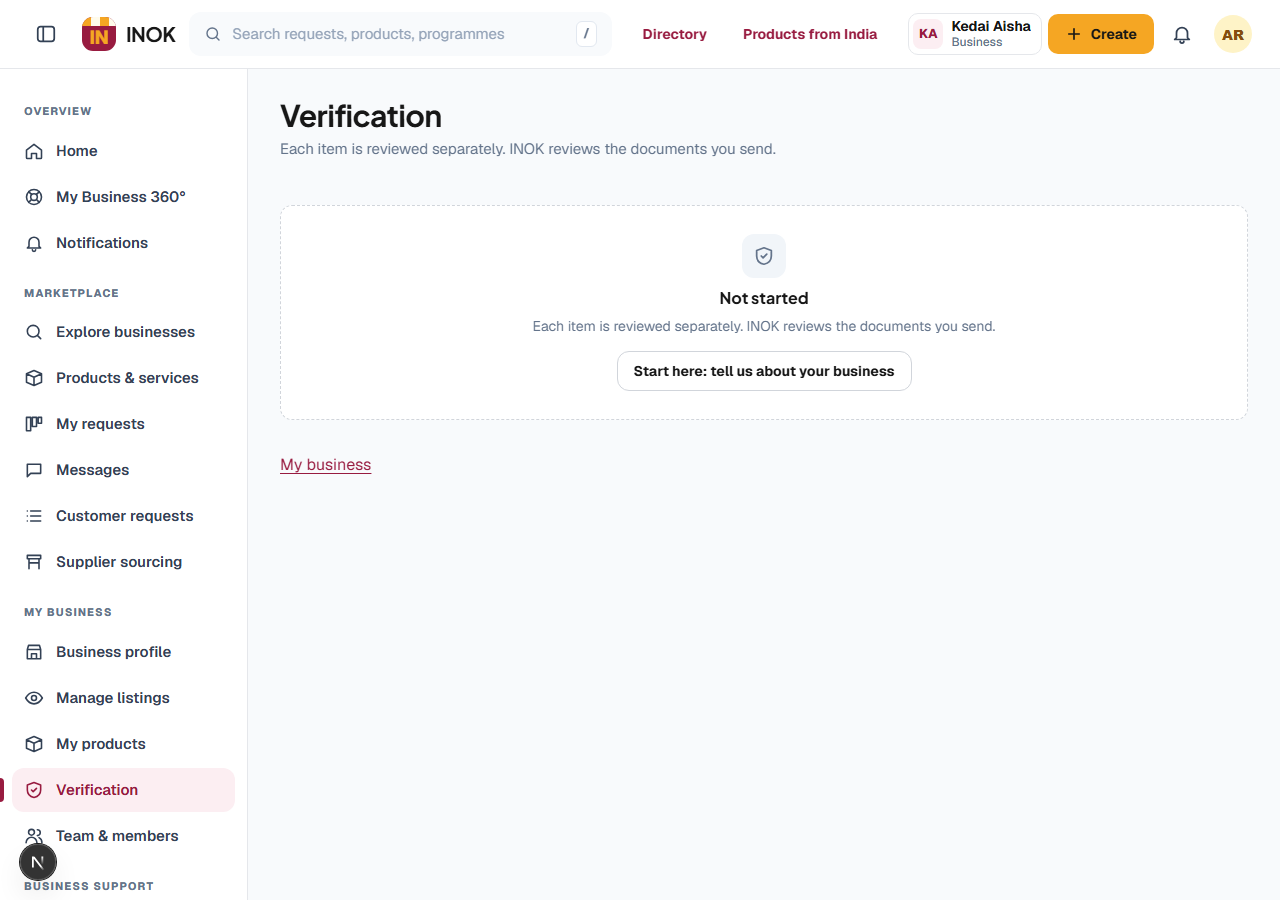 IN INOK
Search requests, products, programmes /
Directory
Products from India
KA Kedai Aisha
Business
Create
AR
OVERVIEW
Home
My Business 360°
Notifications
MARKETPLACE
Explore businesses
Products & services
My requests
Messages
Customer requests
Supplier sourcing
MY BUSINESS
Business profile
Manage listings
My products
Verification
Team & members
N
BUSINESS SUPPORT
Verification
Each item is reviewed separately. INOK reviews the documents you send.
Not started
Each item is reviewed separately. INOK reviews the documents you send.
Start here: tell us about your business
My business